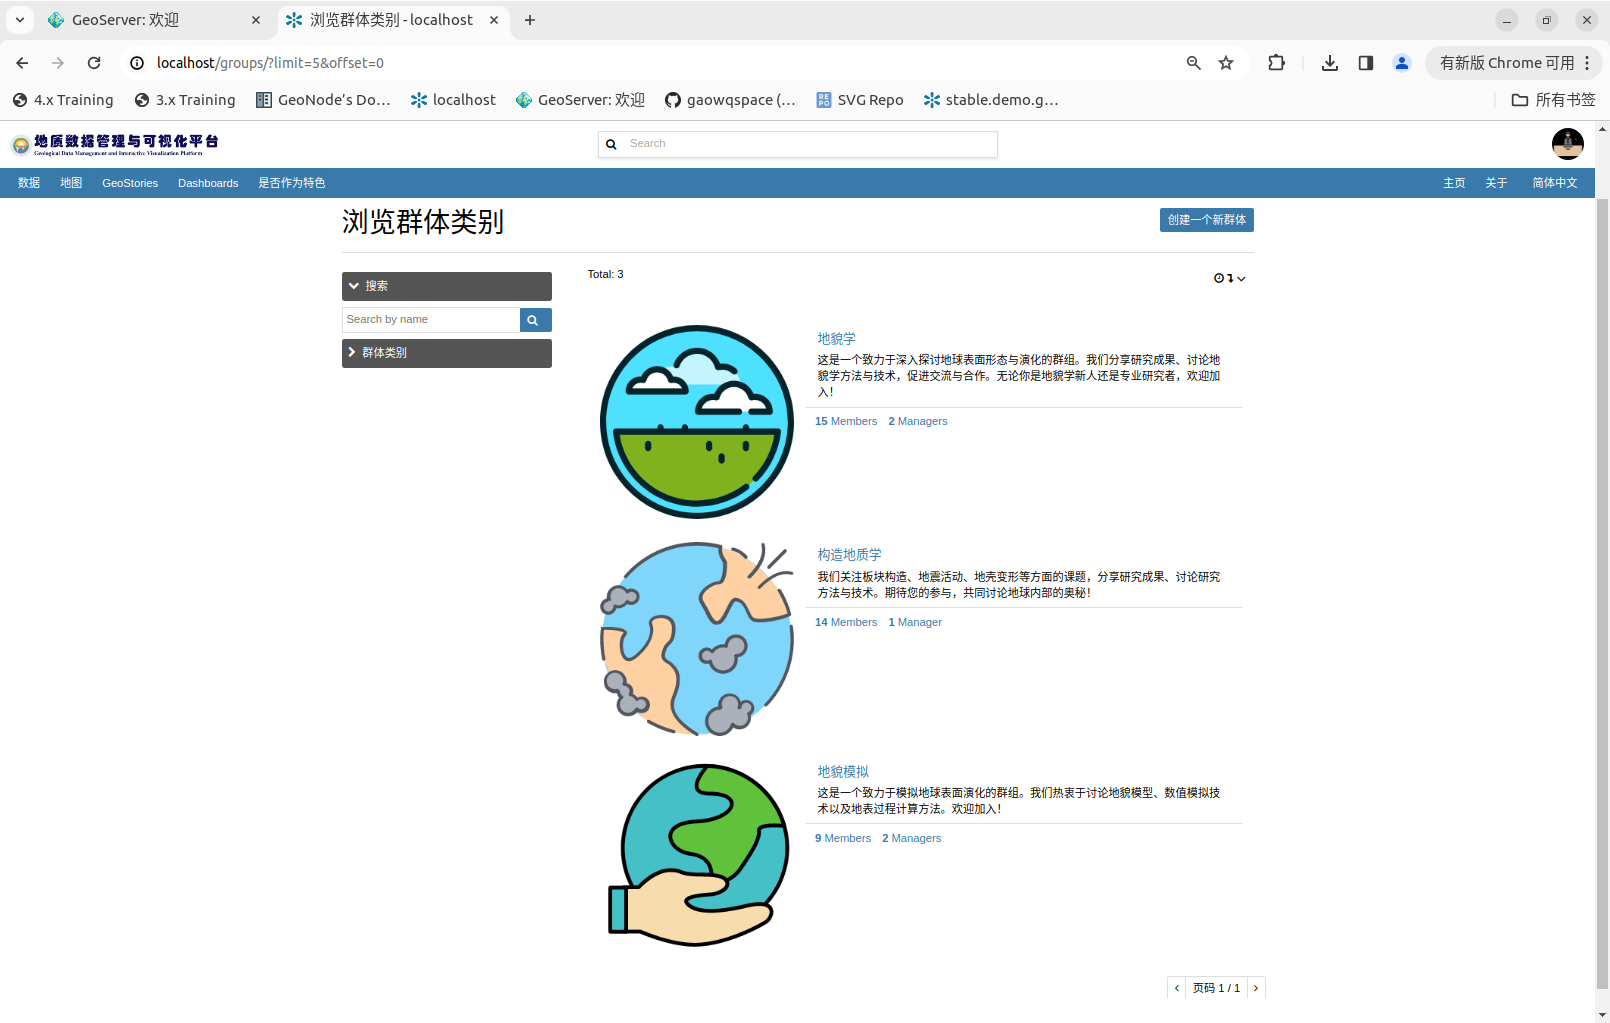 GeoServer: 欢迎
浏览群体类别 - localhost
localhost/groups/?limit=5&offset=0
有新版 Chrome 可用
4.x Training
3.x Training
GeoNode's Do…
localhost
GeoServer: 欢迎
gaowqspace (…
SVG Repo
stable.demo.g…
所有书签
地质数据管理与可视化平台
Geological Data Management and Interactive Visualization Platform
Search
数据
地图
GeoStories
Dashboards
是否作为特色
主页
关于
简体中文
浏览群体类别
创建一个新群体
搜索
Search by name
群体类别
Total: 3
地貌学
这是一个致力于深入探讨地球表面形态与演化的群组。我们分享研究成果、讨论地
貌学方法与技术，促进交流与合作。无论你是地貌学新人还是专业研究者，欢迎加
入！
15 Members 2 Managers
构造地质学
我们关注板块构造、地震活动、地壳变形等方面的课题，分享研究成果、讨论研究
方法与技术。期待您的参与，共同讨论地球内部的奥秘！
14 Members 1 Manager
地貌模拟
这是一个致力于模拟地球表面演化的群组。我们热衷于讨论地貌模型、数值模拟技
术以及地表过程计算方法。欢迎加入！
9 Members 2 Managers
页码 1 / 1